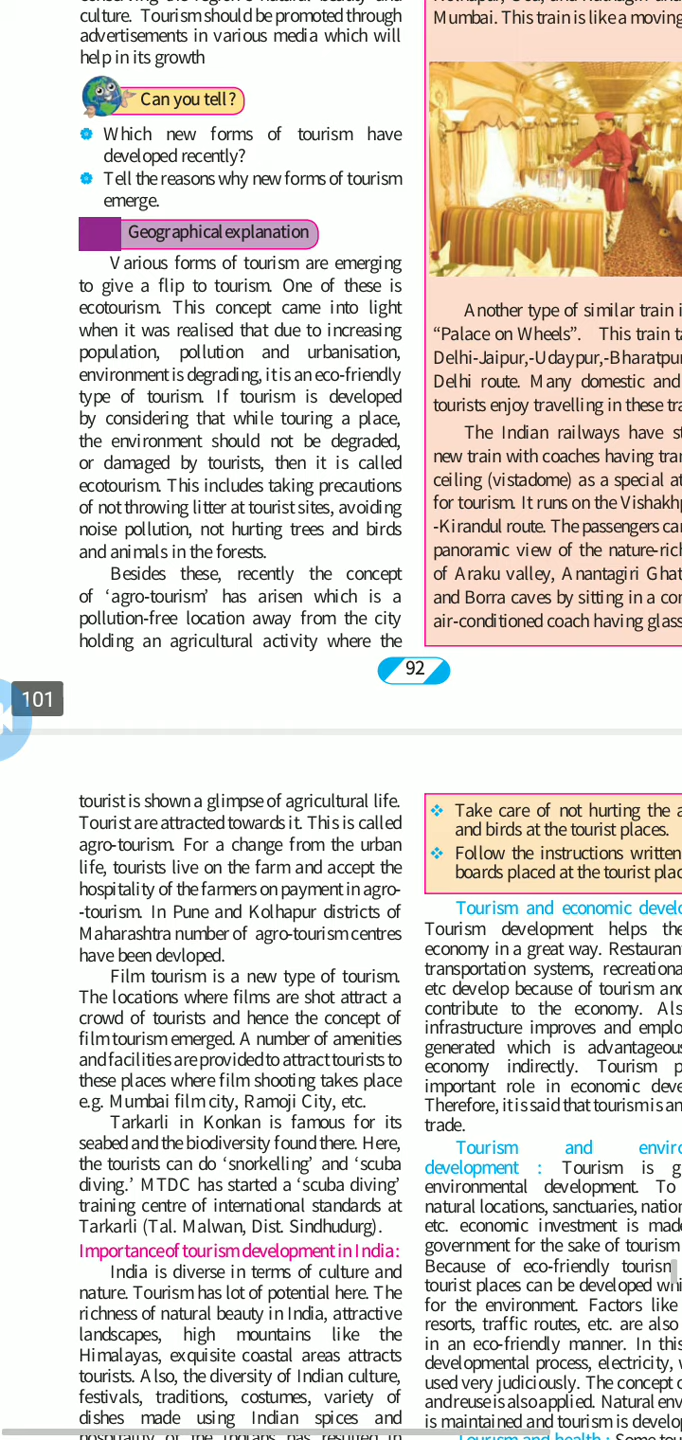 culture. Tourism should be promoted through
advertisements in various media which will
help in its growth
Can you tell ?
Which new forms of tourism have
developed recently?
Tell the reasons why new forms of tourism
emerge.
Geographical explanation
Various forms of tourism are emerging
to give a flip to tourism. One of these is
ecotourism. This concept came into light
when it was realised that due to increasing
population, pollution and urbanisation,
environment is degrading, it is an eco-friendly
type of tourism. If tourism is developed
by considering that while touring a place,
the environment should not be degraded,
or damaged by tourists, then it is called
ecotourism. This includes taking precautions
of not throwing litter at tourist sites, avoiding
noise pollution, not hurting trees and birds
and animals in the forests.
Besides these, recently the concept
of ‘agro-tourism’ has arisen which is a
pollution-free location away from the city
holding an agricultural activity where the
Mumbai. This train is like a moving
Another type of similar train i
“Palace on Wheels”. This train ta
Delhi-Jaipur,-Udaypur,-Bharatpur
Delhi route. Many domestic and
tourists enjoy travelling in these tra
The Indian railways have st
new train with coaches having tran
ceiling (vistadome) as a special at
for tourism. It runs on the Vishakhp
-Kirandul route. The passengers can
panoramic view of the nature-rich
of Araku valley, Anantagiri Ghat
and Borra caves by sitting in a com
air-conditioned coach having glass
92
101
tourist is shown a glimpse of agricultural life.
Tourist are attracted towards it. This is called
agro-tourism. For a change from the urban
life, tourists live on the farm and accept the
hospitality of the farmers on payment in agro-
-tourism. In Pune and Kolhapur districts of
Maharashtra number of agro-tourism centres
have been devloped.
Film tourism is a new type of tourism.
The locations where films are shot attract a
crowd of tourists and hence the concept of
film tourism emerged. A number of amenities
and facilities are provided to attract tourists to
these places where film shooting takes place
e.g. Mumbai film city, Ramoji City, etc.
Tarkarli in Konkan is famous for its
seabed and the biodiversity found there. Here,
the tourists can do ‘snorkelling’ and ‘scuba
diving.’ MTDC has started a ‘scuba diving’
training centre of international standards at
Tarkarli (Tal. Malwan, Dist. Sindhudurg).
Importance of tourism development in India :
India is diverse in terms of culture and
nature. Tourism has lot of potential here. The
richness of natural beauty in India, attractive
landscapes, high mountains like the
Himalayas, exquisite coastal areas attracts
tourists. Also, the diversity of Indian culture,
festivals, traditions, costumes, variety of
dishes made using Indian spices and
Take care of not hurting the a
and birds at the tourist places.
Follow the instructions written
boards placed at the tourist plac
Tourism and economic develo
Tourism development helps the
economy in a great way. Restauran
transportation systems, recreationa
etc develop because of tourism and
contribute to the economy. Als
infrastructure improves and emplo
generated which is advantageous
economy indirectly. Tourism p
important role in economic deve
Therefore, it is said that tourism is an
trade.
Tourism and enviro
development : Tourism is g
environmental development. To
natural locations, sanctuaries, nation
etc. economic investment is made
government for the sake of tourism
Because of eco-friendly tourism
tourist places can be developed wi
for the environment. Factors like
resorts, traffic routes, etc. are also
in an eco-friendly manner. In this
developmental process, electricity, w
used very judiciously. The concept o
and reuse is also applied. Natural env
is maintained and tourism is develop